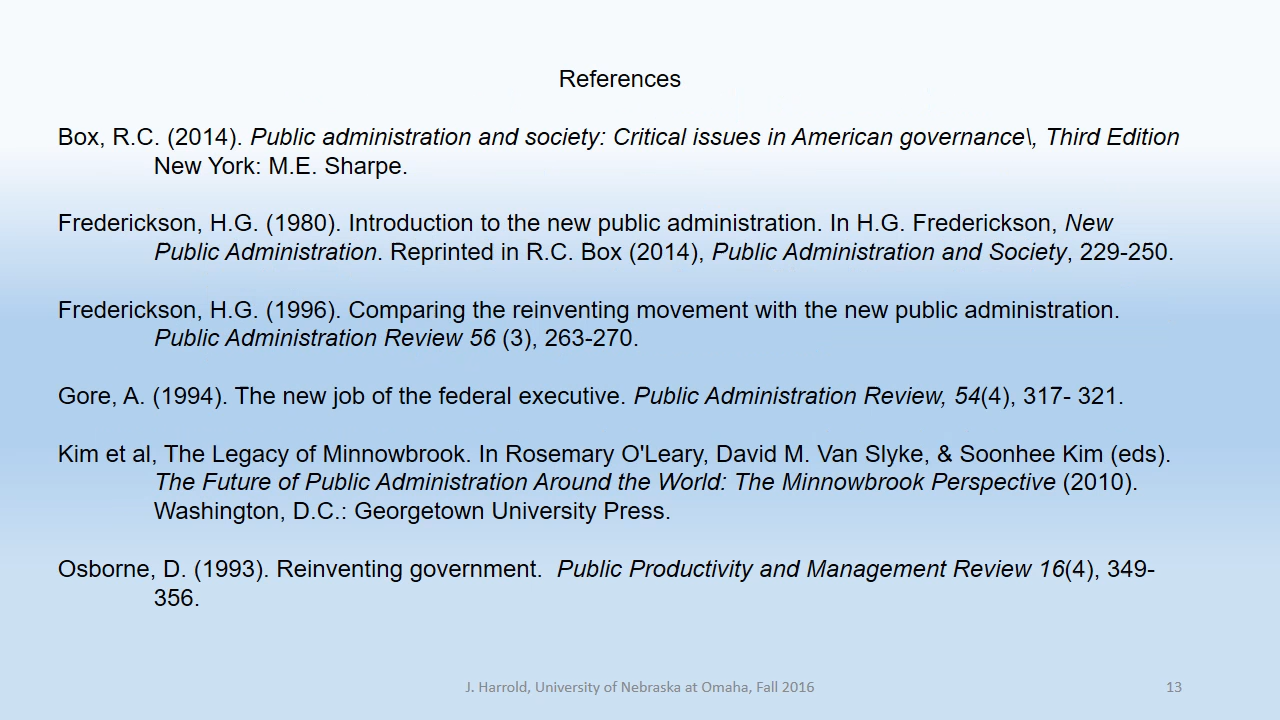 References
Box, R.C. (2014). Public administration and society: Critical issues in American governance\, Third Edition
New York: M.E. Sharpe.
Frederickson, H.G. (1980). Introduction to the new public administration. In H.G. Frederickson, New
Public Administration. Reprinted in R.C. Box (2014), Public Administration and Society, 229-250.
Frederickson, H.G. (1996). Comparing the reinventing movement with the new public administration.
Public Administration Review 56 (3), 263-270.
Gore, A. (1994). The new job of the federal executive. Public Administration Review, 54(4), 317- 321.
Kim et al, The Legacy of Minnowbrook. In Rosemary O'Leary, David M. Van Slyke, & Soonhee Kim (eds).
The Future of Public Administration Around the World: The Minnowbrook Perspective (2010).
Washington, D.C.: Georgetown University Press.
Osborne, D. (1993). Reinventing government.  Public Productivity and Management Review 16(4), 349-
356.
J. Harrold, University of Nebraska at Omaha, Fall 2016
13